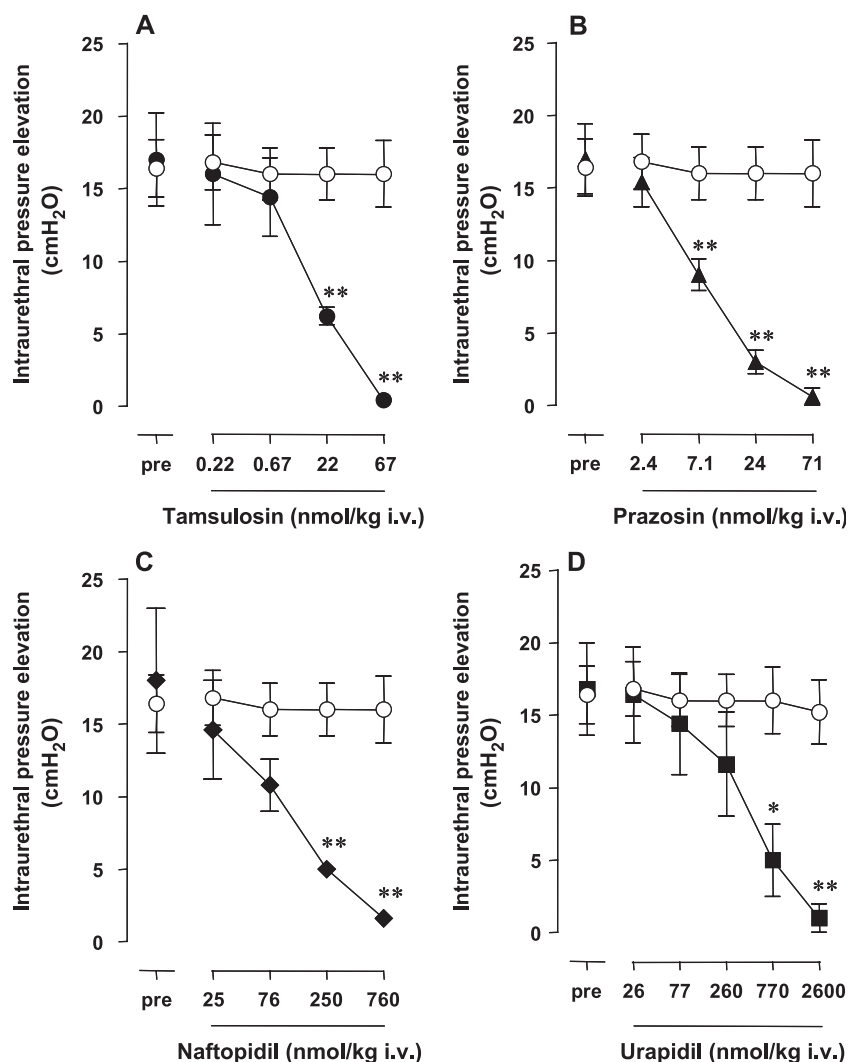 A
25
20
15
10
5
0
Intraurethral pressure elevation
(cmH2O)
**
**
pre
0.22 0.67 22 67
Tamsulosin (nmol/kg i.v.)
B
25
20
15
10
5
0
Intraurethral pressure elevation
(cmH2O)
**
**
**
pre
2.4 7.1 24 71
Prazosin (nmol/kg i.v.)
C
25
20
15
10
5
0
Intraurethral pressure elevation
(cmH2O)
**
**
pre
25 76 250 760
Naftopidil (nmol/kg i.v.)
D
25
20
15
10
5
0
Intraurethral pressure elevation
(cmH2O)
*
**
pre
26 77 260 770 2600
Urapidil (nmol/kg i.v.)